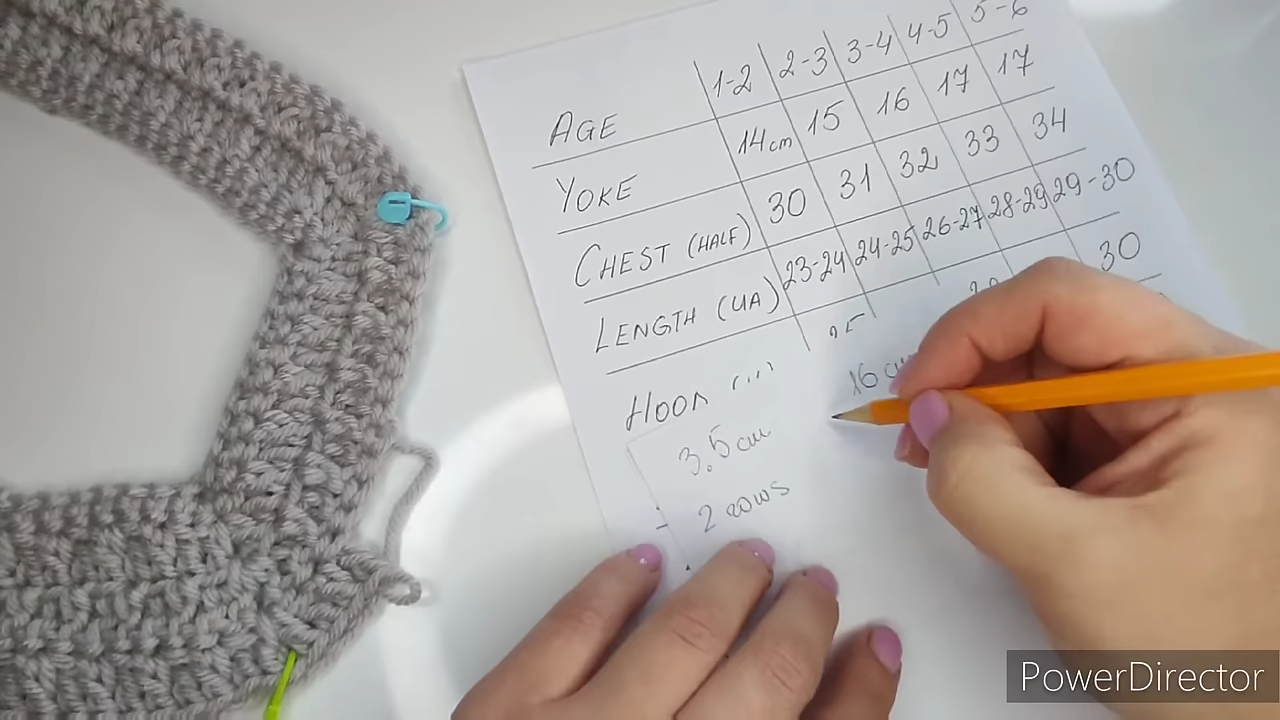 AGE 1-2 2-3 3-4 4-5 5-6
YOKE 14cm 15 16 17 17
CHEST (HALF) 30 31 32 33 34
LENGTH (UA) 23-24 24-25 26-27 28-29 29-30
30
3.5 cm
16
2 rows
PowerDirector